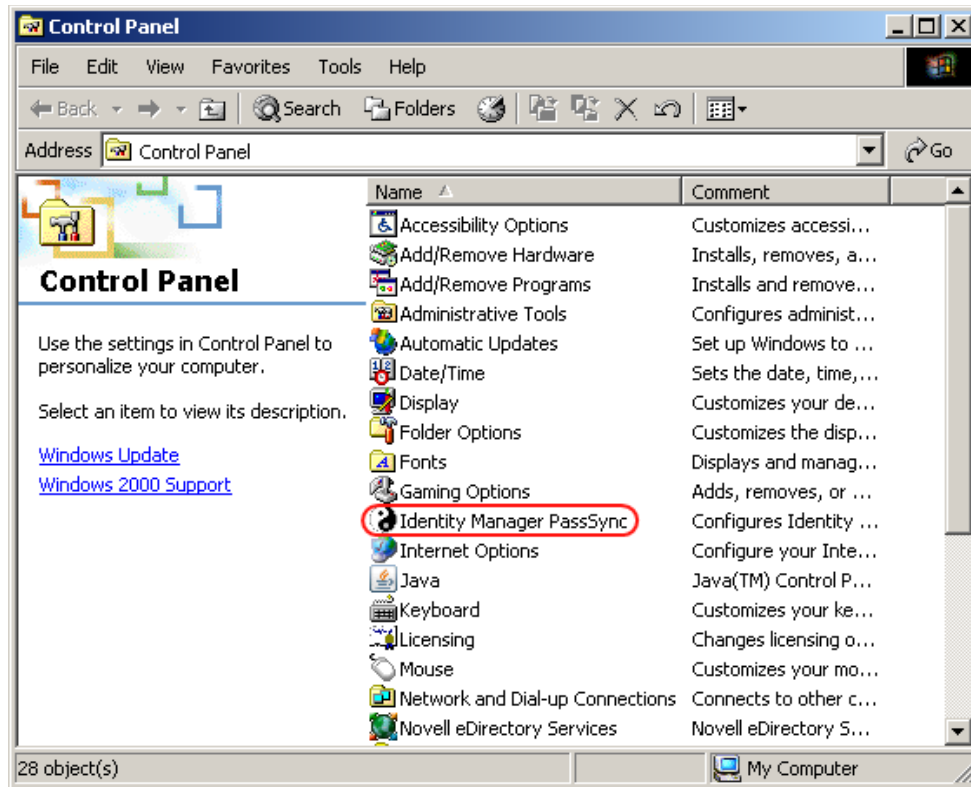 Control Panel
File Edit View Favorites Tools Help
Back Search Folders
Address Control Panel Go
Control Panel
Use the settings in Control Panel to
personalize your computer.
Select an item to view its description.
Windows Update
Windows 2000 Support
Name Comment
Accessibility Options Customizes accessi...
Add/Remove Hardware Installs, removes, a...
Add/Remove Programs Installs and remove...
Administrative Tools Configures administ...
Automatic Updates Set up Windows to ...
Date/Time Sets the date, time,...
Display Customizes your de...
Folder Options Customizes the disp...
Fonts Displays and manag...
Gaming Options Adds, removes, or ...
Identity Manager PassSync Configures Identity ...
Internet Options Configure your Inte...
Java Java(TM) Control P...
Keyboard Customizes your ke...
Licensing Changes licensing o...
Mouse Customizes your mo...
Network and Dial-up Connections Connects to other c...
Novell eDirectory Services Novell eDirectory S...
28 object(s) My Computer